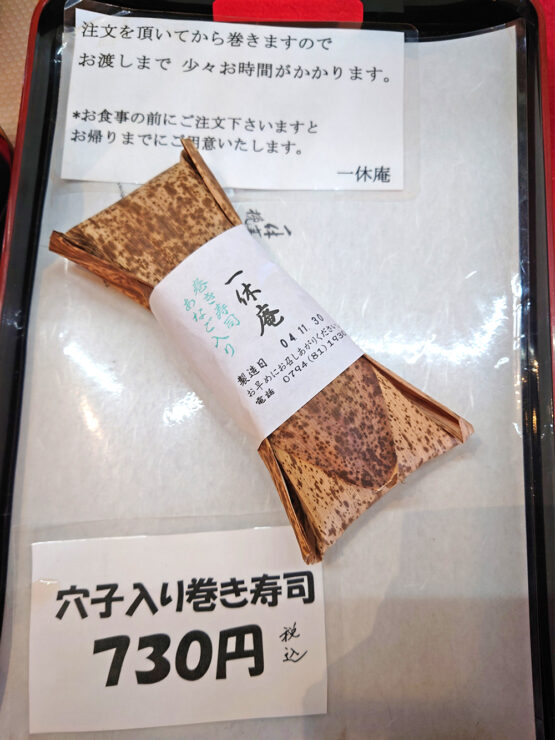 注文を頂いてから巻きますので
お渡しまで 少々お時間がかかります。
*お食事の前にご注文下さいますと
お帰りまでにご用意いたします。
一休庵
巻き寿司
あなご入り
一休庵
製造日 04.11.30
お早めにお召しあがりください
電話 0794(81)1930
穴子入り巻き寿司
730円
税込